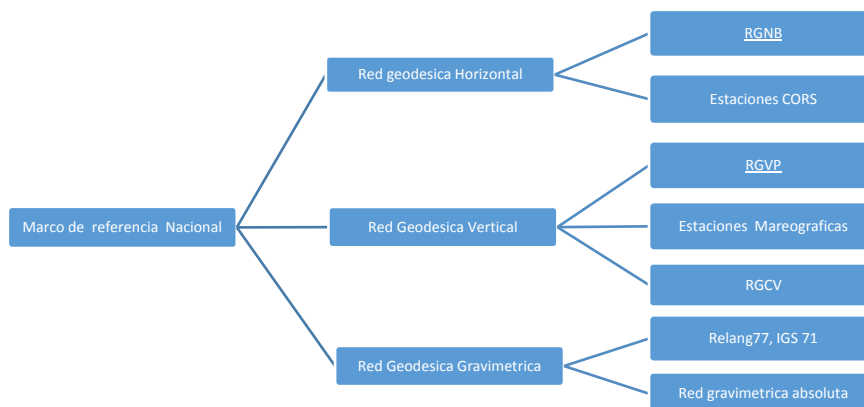 RGNB
Red geodesica Horizontal
Estaciones CORS
RGVP
Marco de referencia Nacional
Red Geodesica Vertical
Estaciones Mareograficas
RGCV
Relang77, IGS 71
Red Geodesica Gravimetrica
Red gravimetrica absoluta